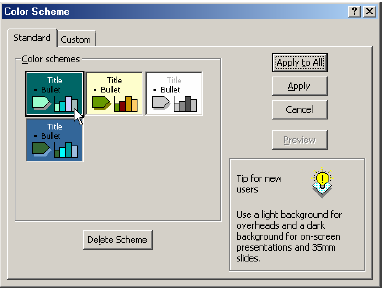 Color Scheme
Standard
Custom
Color schemes
Title
• Bullet
Title
• Bullet
Title
• Bullet
Title
• Bullet
Delete Scheme
Apply to All
Apply
Cancel
Preview
Tip for new
users
Use a light background for
overheads and a dark
background for on-screen
presentations and 35mm
slides.